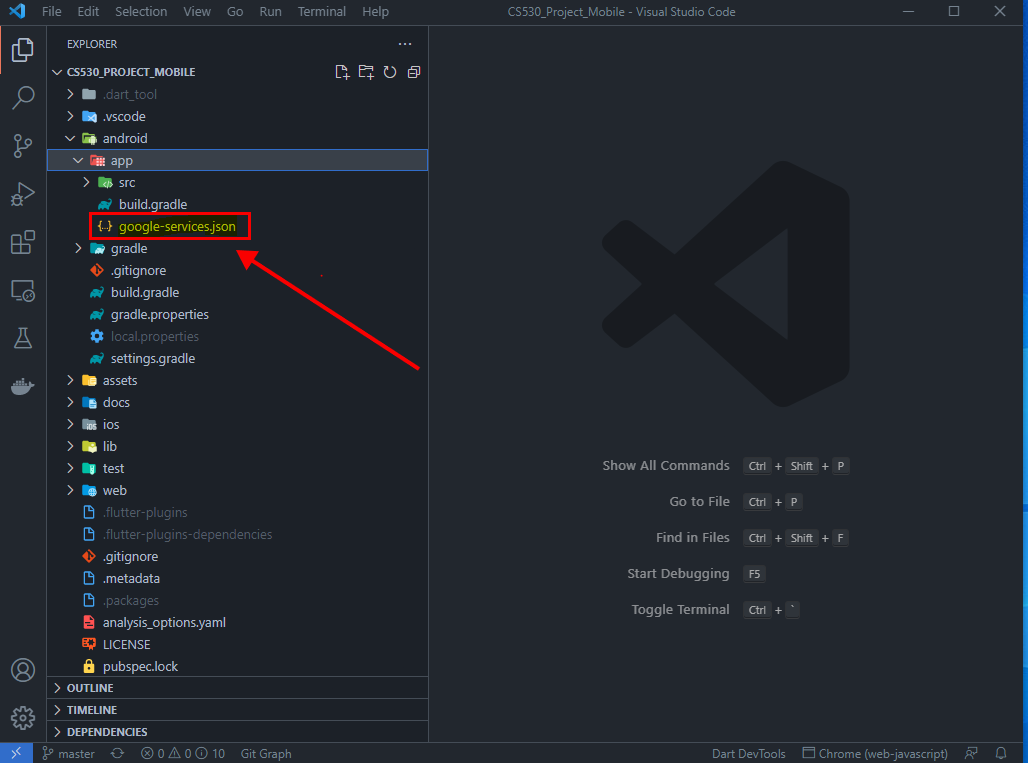 File Edit Selection View Go Run Terminal Help CS530_Project_Mobile - Visual Studio Code
EXPLORER
CS530_PROJECT_MOBILE
.dart_tool
.vscode
android
app
src
build.gradle
{..} google-services.json
gradle
.gitignore
build.gradle
gradle.properties
local.properties
settings.gradle
assets
docs
ios
lib
test
web
.flutter-plugins
.flutter-plugins-dependencies
.gitignore
.metadata
.packages
analysis_options.yaml
LICENSE
pubspec.lock
OUTLINE
TIMELINE
DEPENDENCIES
Show All Commands Ctrl + Shift + P
Go to File Ctrl + P
Find in Files Ctrl + Shift + F
Start Debugging F5
Toggle Terminal Ctrl + `
master 0 0 10 Git Graph Dart DevTools Chrome (web-javascript)